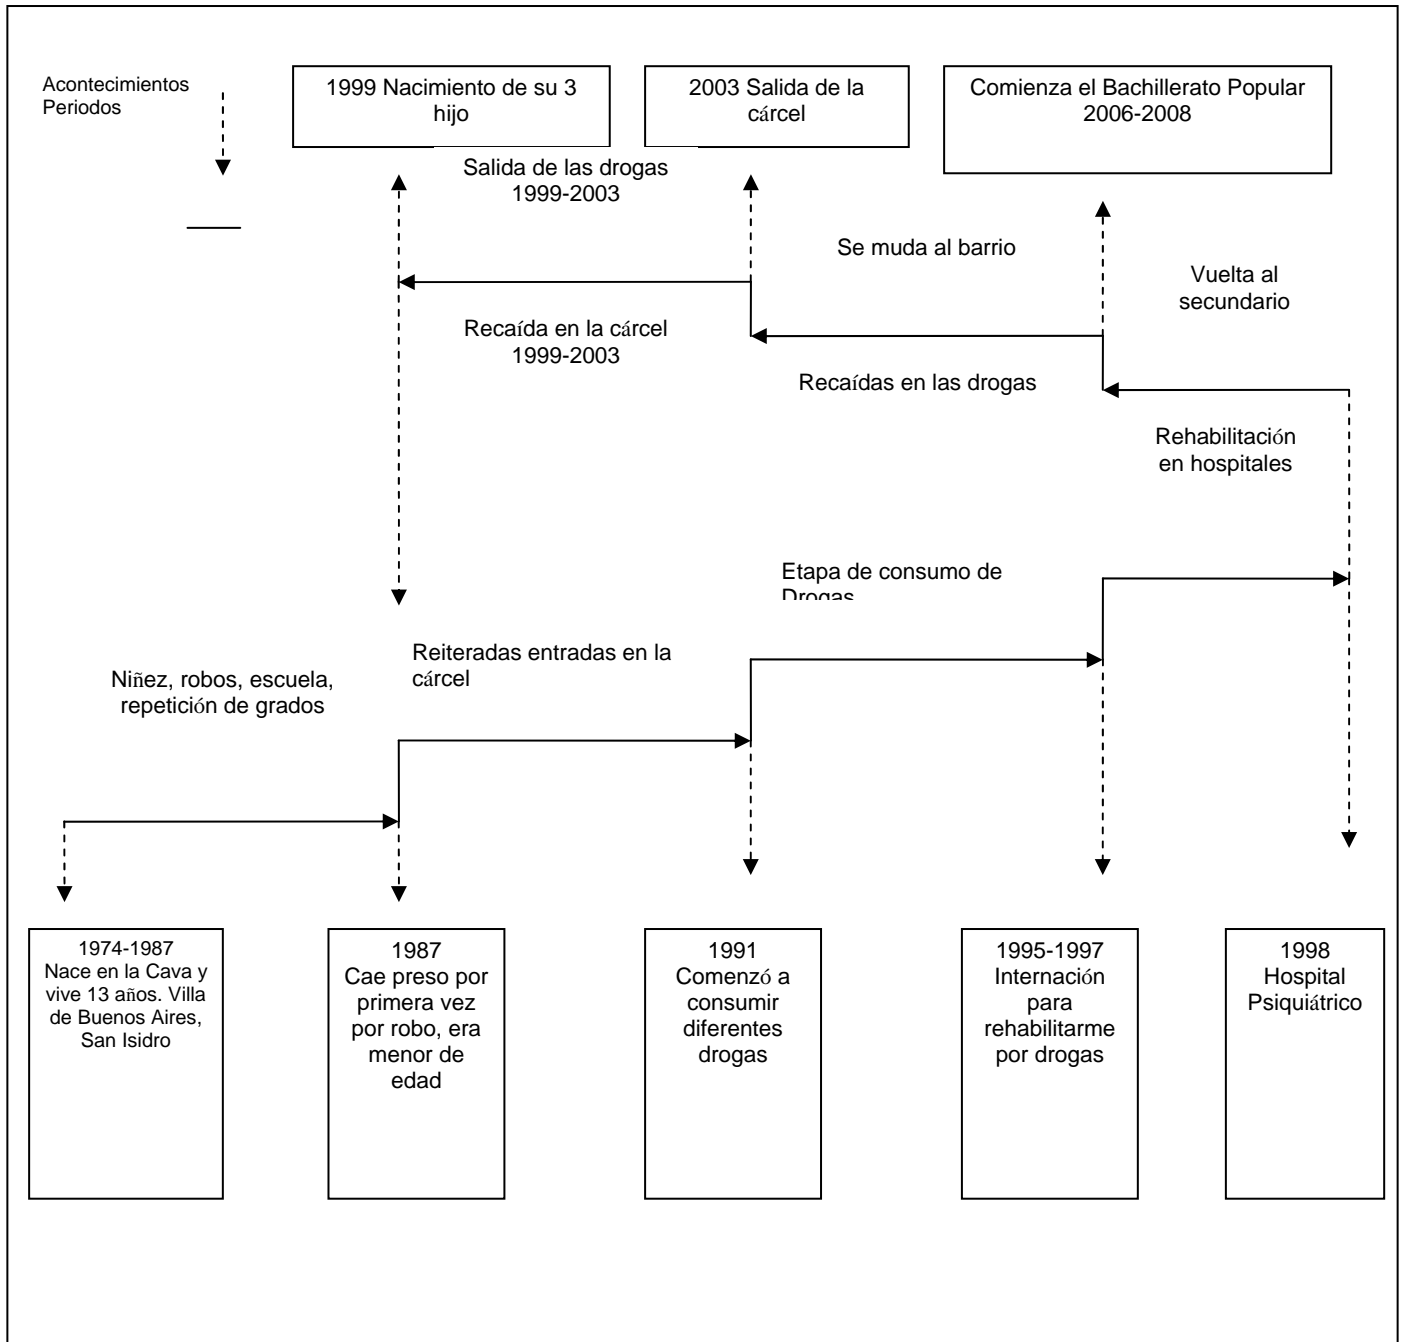 Acontecimientos
Periodos
1999 Nacimiento de su 3
hijo
2003 Salida de la
cárcel
Comienza el Bachillerato Popular
2006-2008
Salida de las drogas
1999-2003
Se muda al barrio
Vuelta al
secundario
Recaída en la cárcel
1999-2003
Recaídas en las drogas
Rehabilitación
en hospitales
Etapa de consumo de
Drogas
Reiteradas entradas en la
cárcel
Niñez, robos, escuela,
repetición de grados
1974-1987
Nace en la Cava y
vive 13 años. Villa
de Buenos Aires,
San Isidro
1987
Cae preso por
primera vez
por robo, era
menor de
edad
1991
Comenzó a
consumir
diferentes
drogas
1995-1997
Internación
para
rehabilitarme
por drogas
1998
Hospital
Psiquiátrico